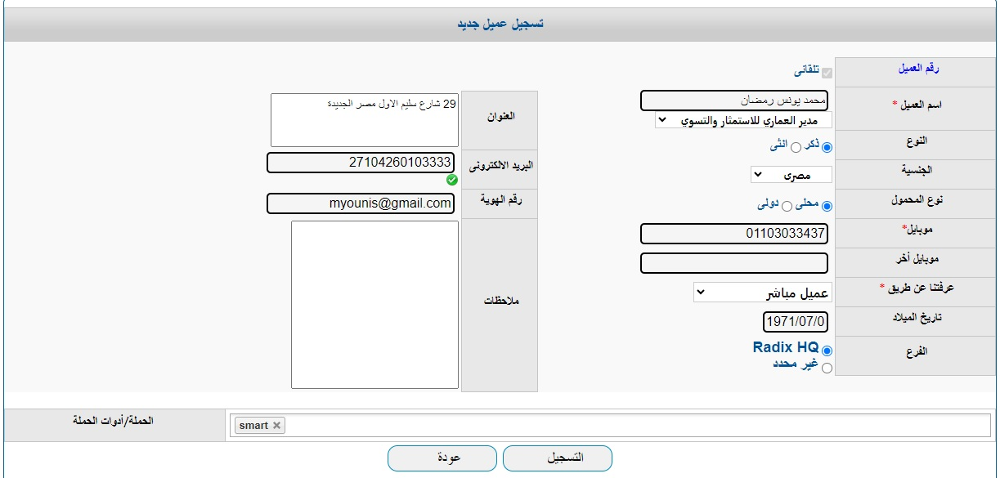 تسجيل عميل جديد
رقم العميل
تلقائى
اسم العميل *
محمد يونس رمضان
مدير العماري للاستمثار والتسوي
النوع
ذكر
انثى
الجنسية
مصرى
نوع المحمول
محلى
دولى
موبايل*
01103033437
موبايل أخر
عرفتنا عن طريق *
عميل مباشر
تاريخ الميلاد
1971/07/0
الفرع
Radix HQ
غير محدد
العنوان
29 شارع سليم الاول مصر الجديدة
البريد الالكترونى
27104260103333
رقم الهوية
myounis@gmail.com
ملاحظات
الحملة/أدوات الحملة
smart ×
التسجيل
عودة